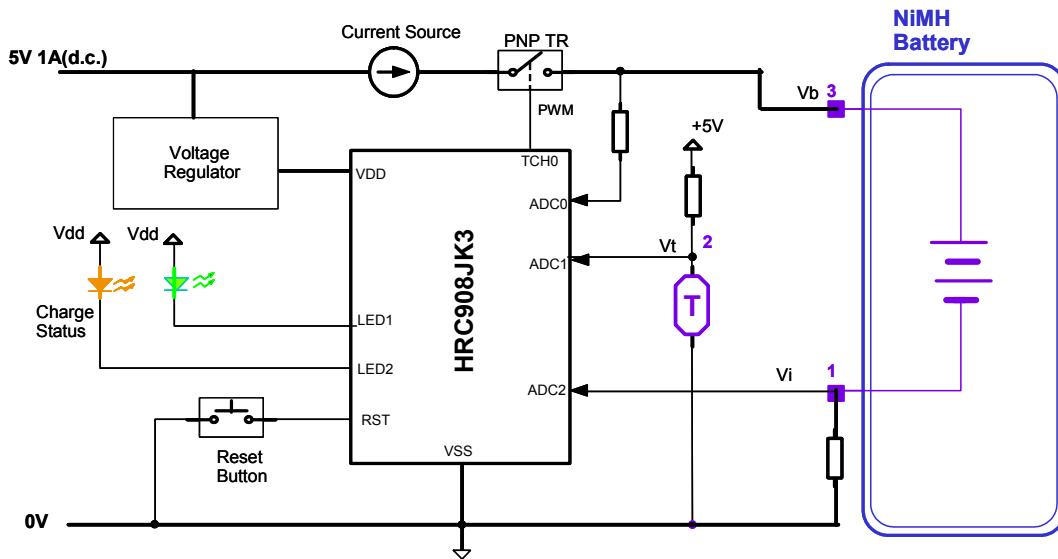 NiMH
Battery
Current Source
5V 1A(d.c.)
PNP TR
Vb
3
PWM
+5V
Voltage
Regulator
TCH0
VDD
ADC0
Vdd
Vdd
Vt
2
ADC1
HRC908JK3
T
Charge
Status
LED1
LED2
ADC2
Vi
1
RST
VSS
Reset
Button
0V